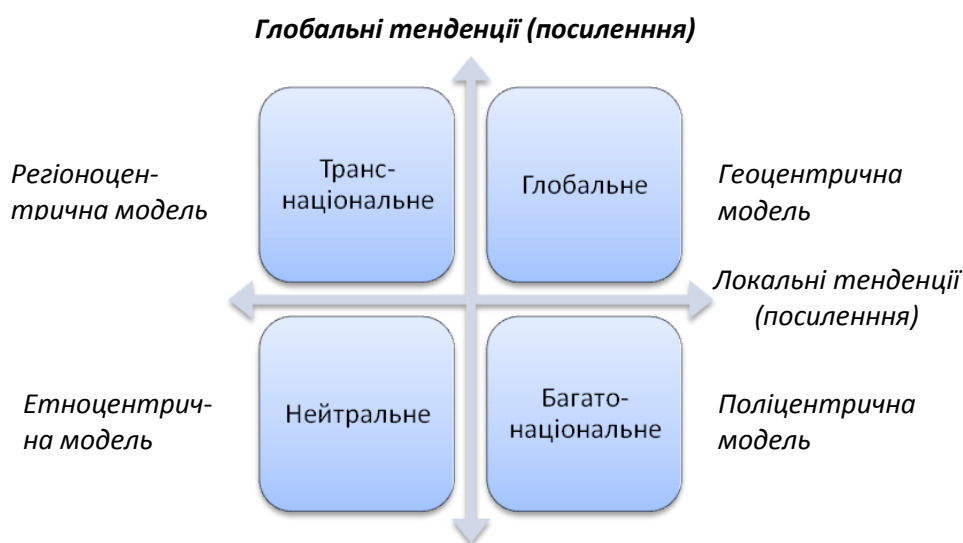 Глобальні тенденції (посиленння)
Регіоноцен-
трична модель
Транс-
національне
Глобальне
Геоцентрична
модель
Локальні тенденції
(посиленння)
Етноцентрич-
на модель
Нейтральне
Багато-
національне
Поліцентрична
модель